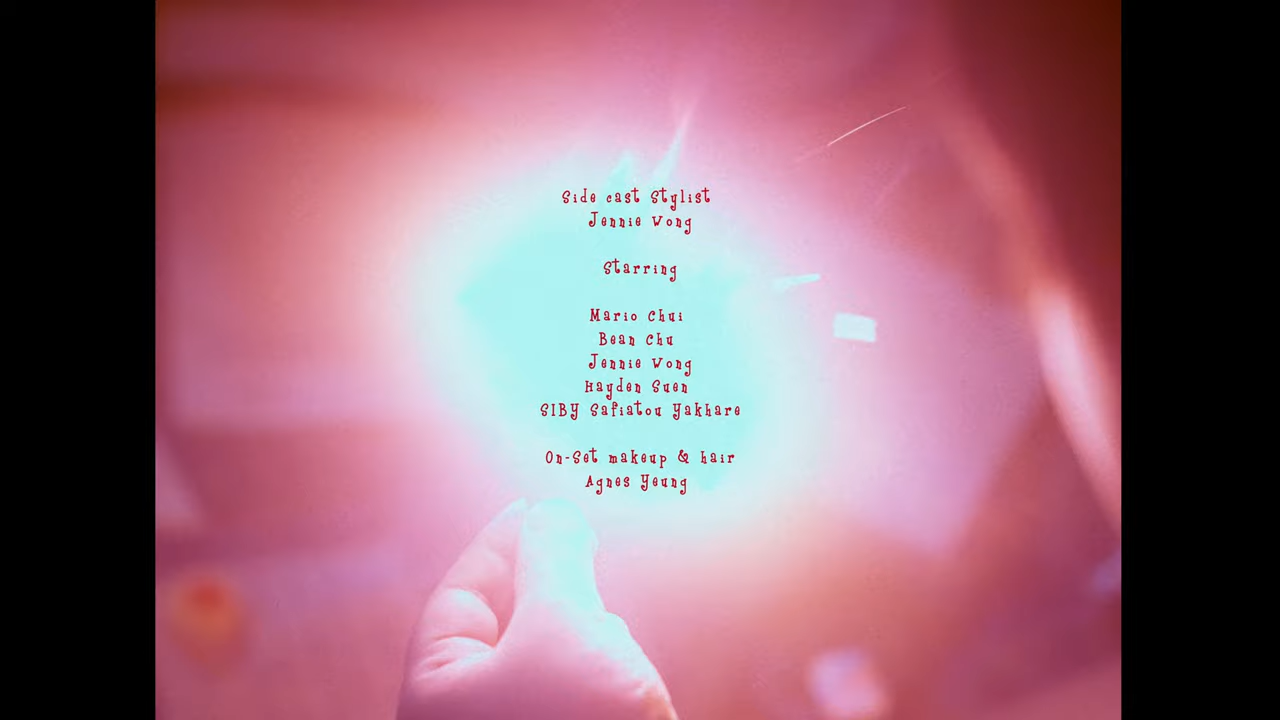 Side cast Stylist
Jennie Wong
Starring
Mario Chui
Bean Chu
Jennie Wong
Hayden Suen
SIBY Safiatou Yakhare
On-Set makeup & hair
Agnes Yeung